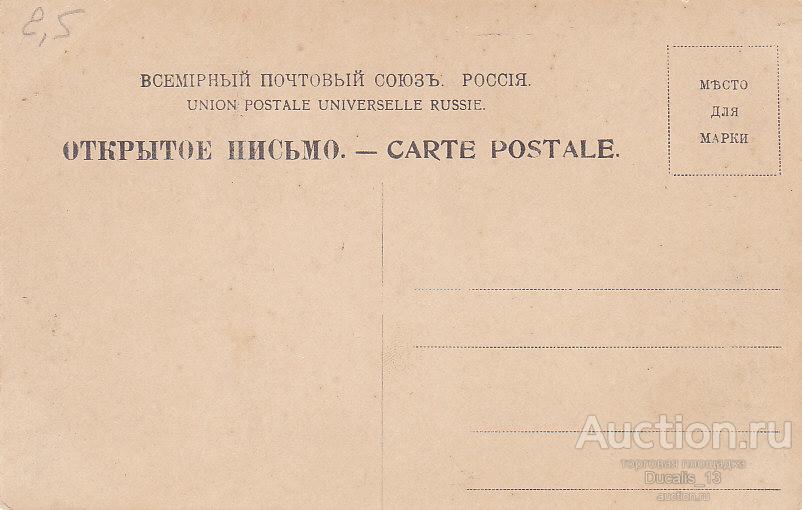 2,5
ВСЕМІРНЫЙ ПОЧТОВЫЙ СОЮЗЪ. РОССІЯ.
UNION POSTALE UNIVERSELLE RUSSIE.
ОТКРЫТОЕ ПИСЬМО. — CARTE POSTALE.
МѢСТО
ДЛЯ
МАРКИ
Auction.ru
торговая площадка
Ducalis_13
auction.ru